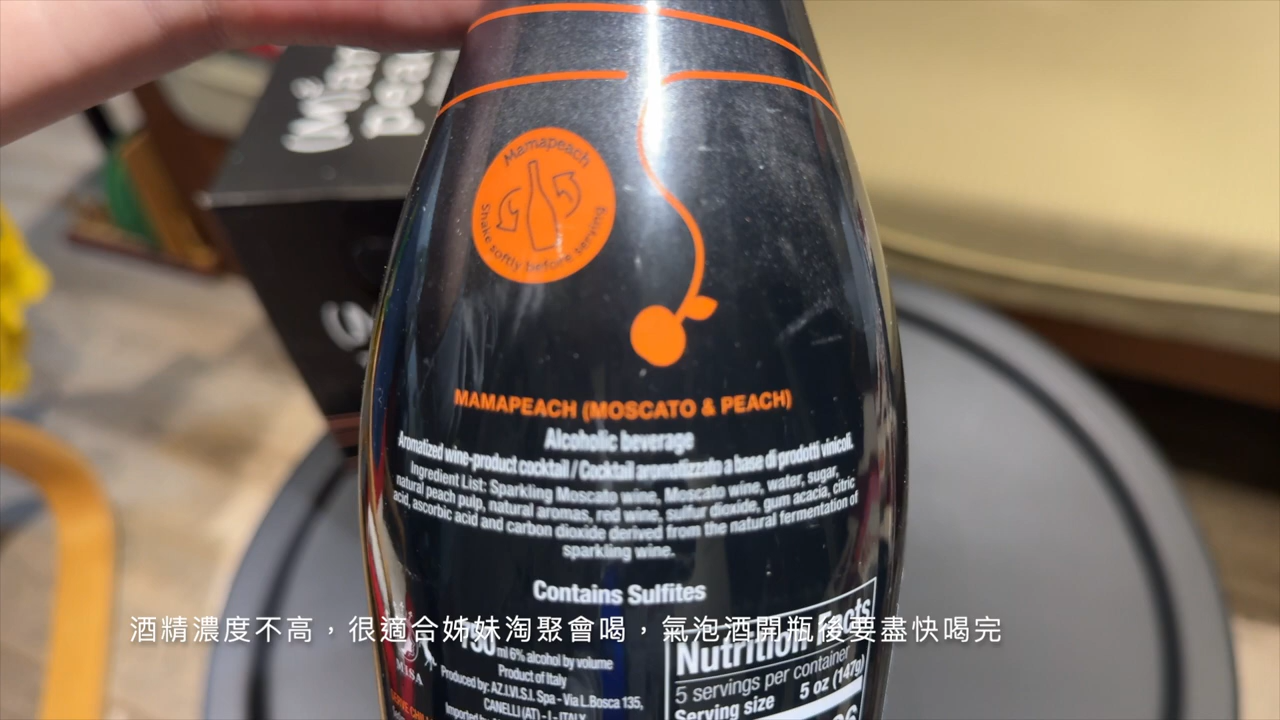 Mamapeach
Shake softly before serving
MAMAPEACH (MOSCATO & PEACH)
Alcoholic beverage
Aromatized wine-product cocktail / Cocktail aromatizzato a base di prodotti vinicoli.
Ingredient List: Sparkling Moscato wine, Moscato wine, water, sugar,
natural peach pulp, natural aromas, red wine, sulfur dioxide, gum acacia, citric
acid, ascorbic acid and carbon dioxide derived from the natural fermentation of
sparkling wine.
Contains Sulfites
酒精濃度不高，很適合姊妹淘聚會喝，氣泡酒開瓶後要盡快喝完
750 ml 6% alcohol by volume
Product of Italy
Produced by: AZ.I.VI.S.I. Spa - Via L.Bosca 135,
CANELLI (AT) - I - ITALY
Nutrition Facts
5 servings per container
Serving size 5 oz (147g)